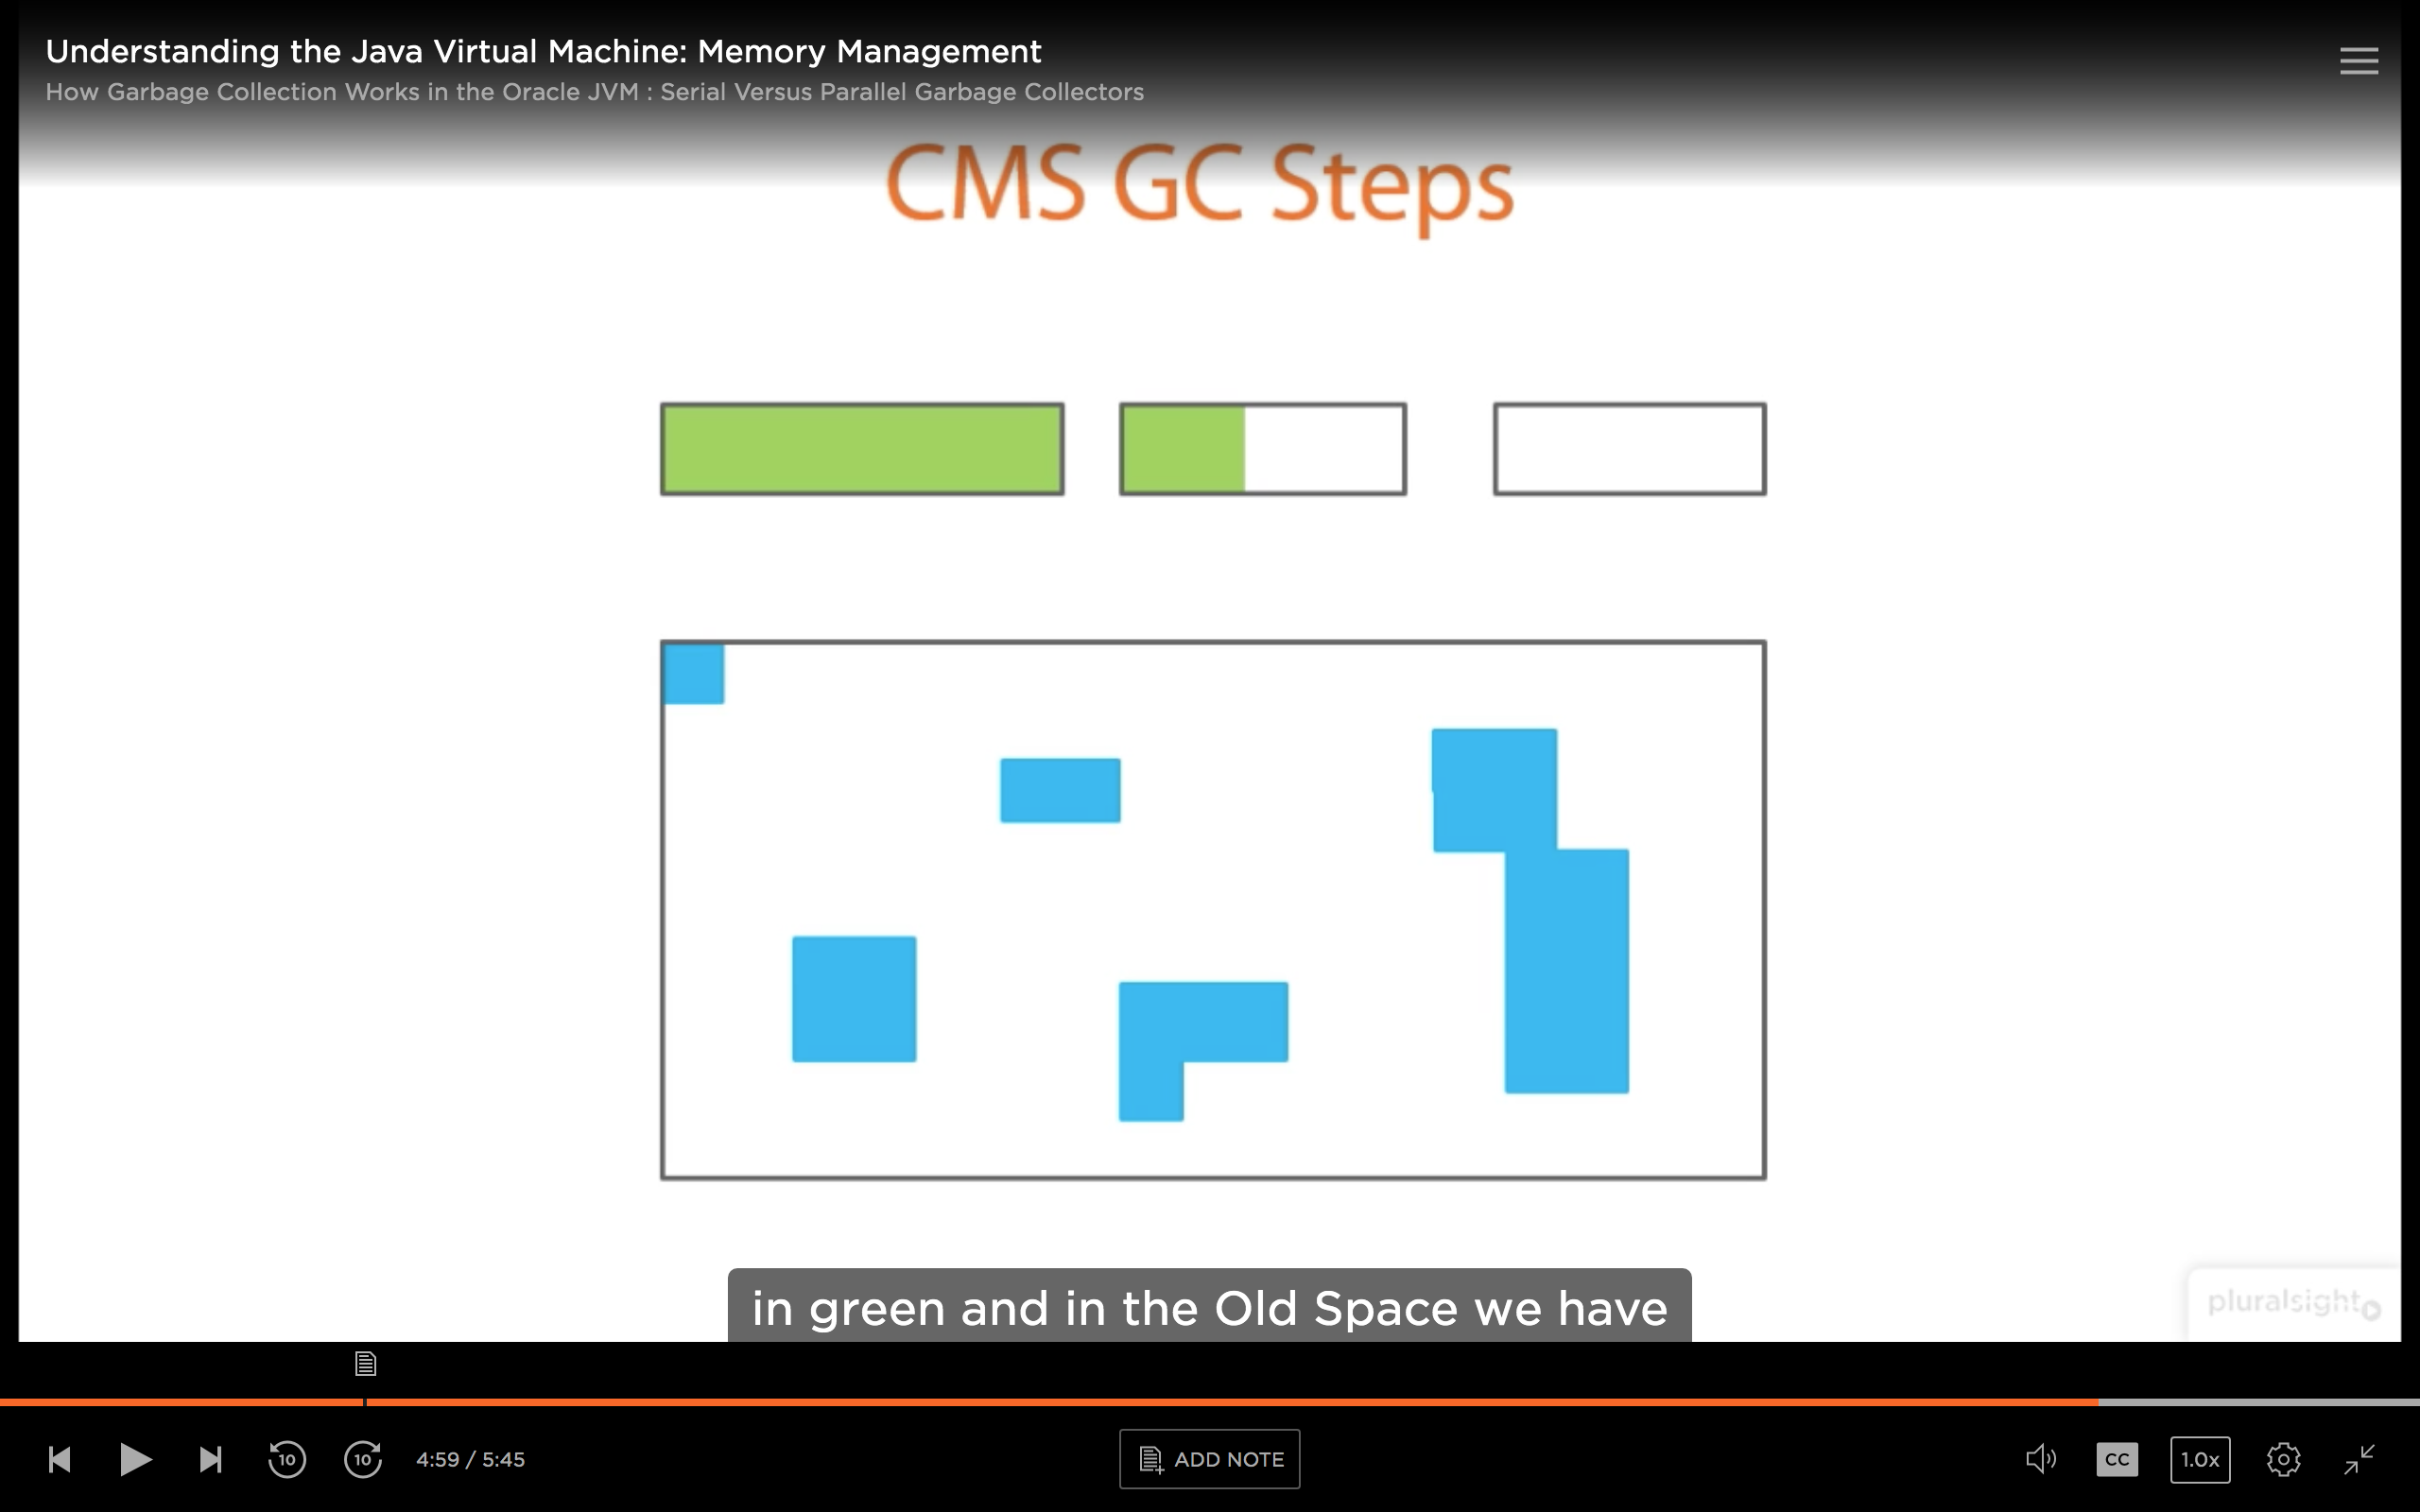 Understanding the Java Virtual Machine: Memory Management
How Garbage Collection Works in the Oracle JVM : Serial Versus Parallel Garbage Collectors
CMS GC Steps
in green and in the Old Space we have
pluralsight
10
10
4:59 / 5:45
ADD NOTE
CC
1.0x